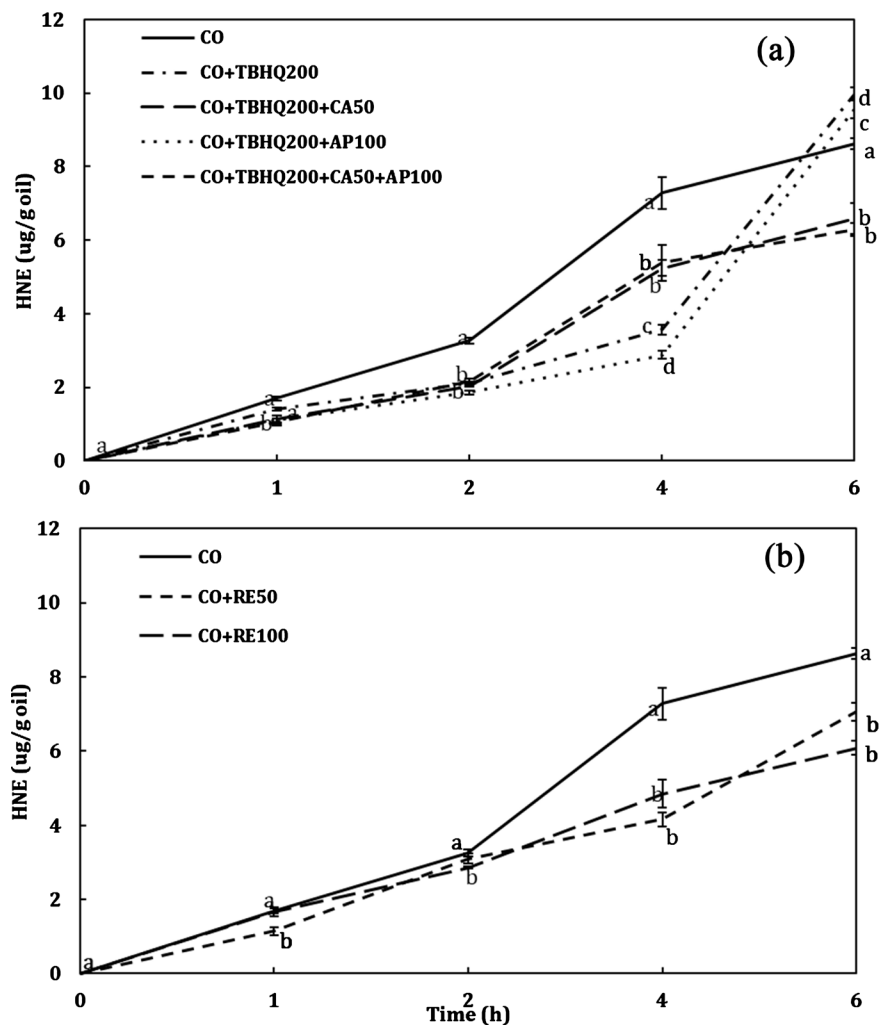 12
10
8
6
4
2
0
HNE (ug/g oil)
CO
CO+TBHQ200
CO+TBHQ200+CA50
CO+TBHQ200+AP100
CO+TBHQ200+CA50+AP100
(a)
a
a
a
b
a
b
b
a
b
b
c
d
d
c
a
b
b
0 1 2 4 6
12
10
8
6
4
2
0
HNE (ug/g oil)
CO
CO+RE50
CO+RE100
(b)
a
a
b
a
b
a
b
b
a
b
b
0 1 2 4 6
Time (h)